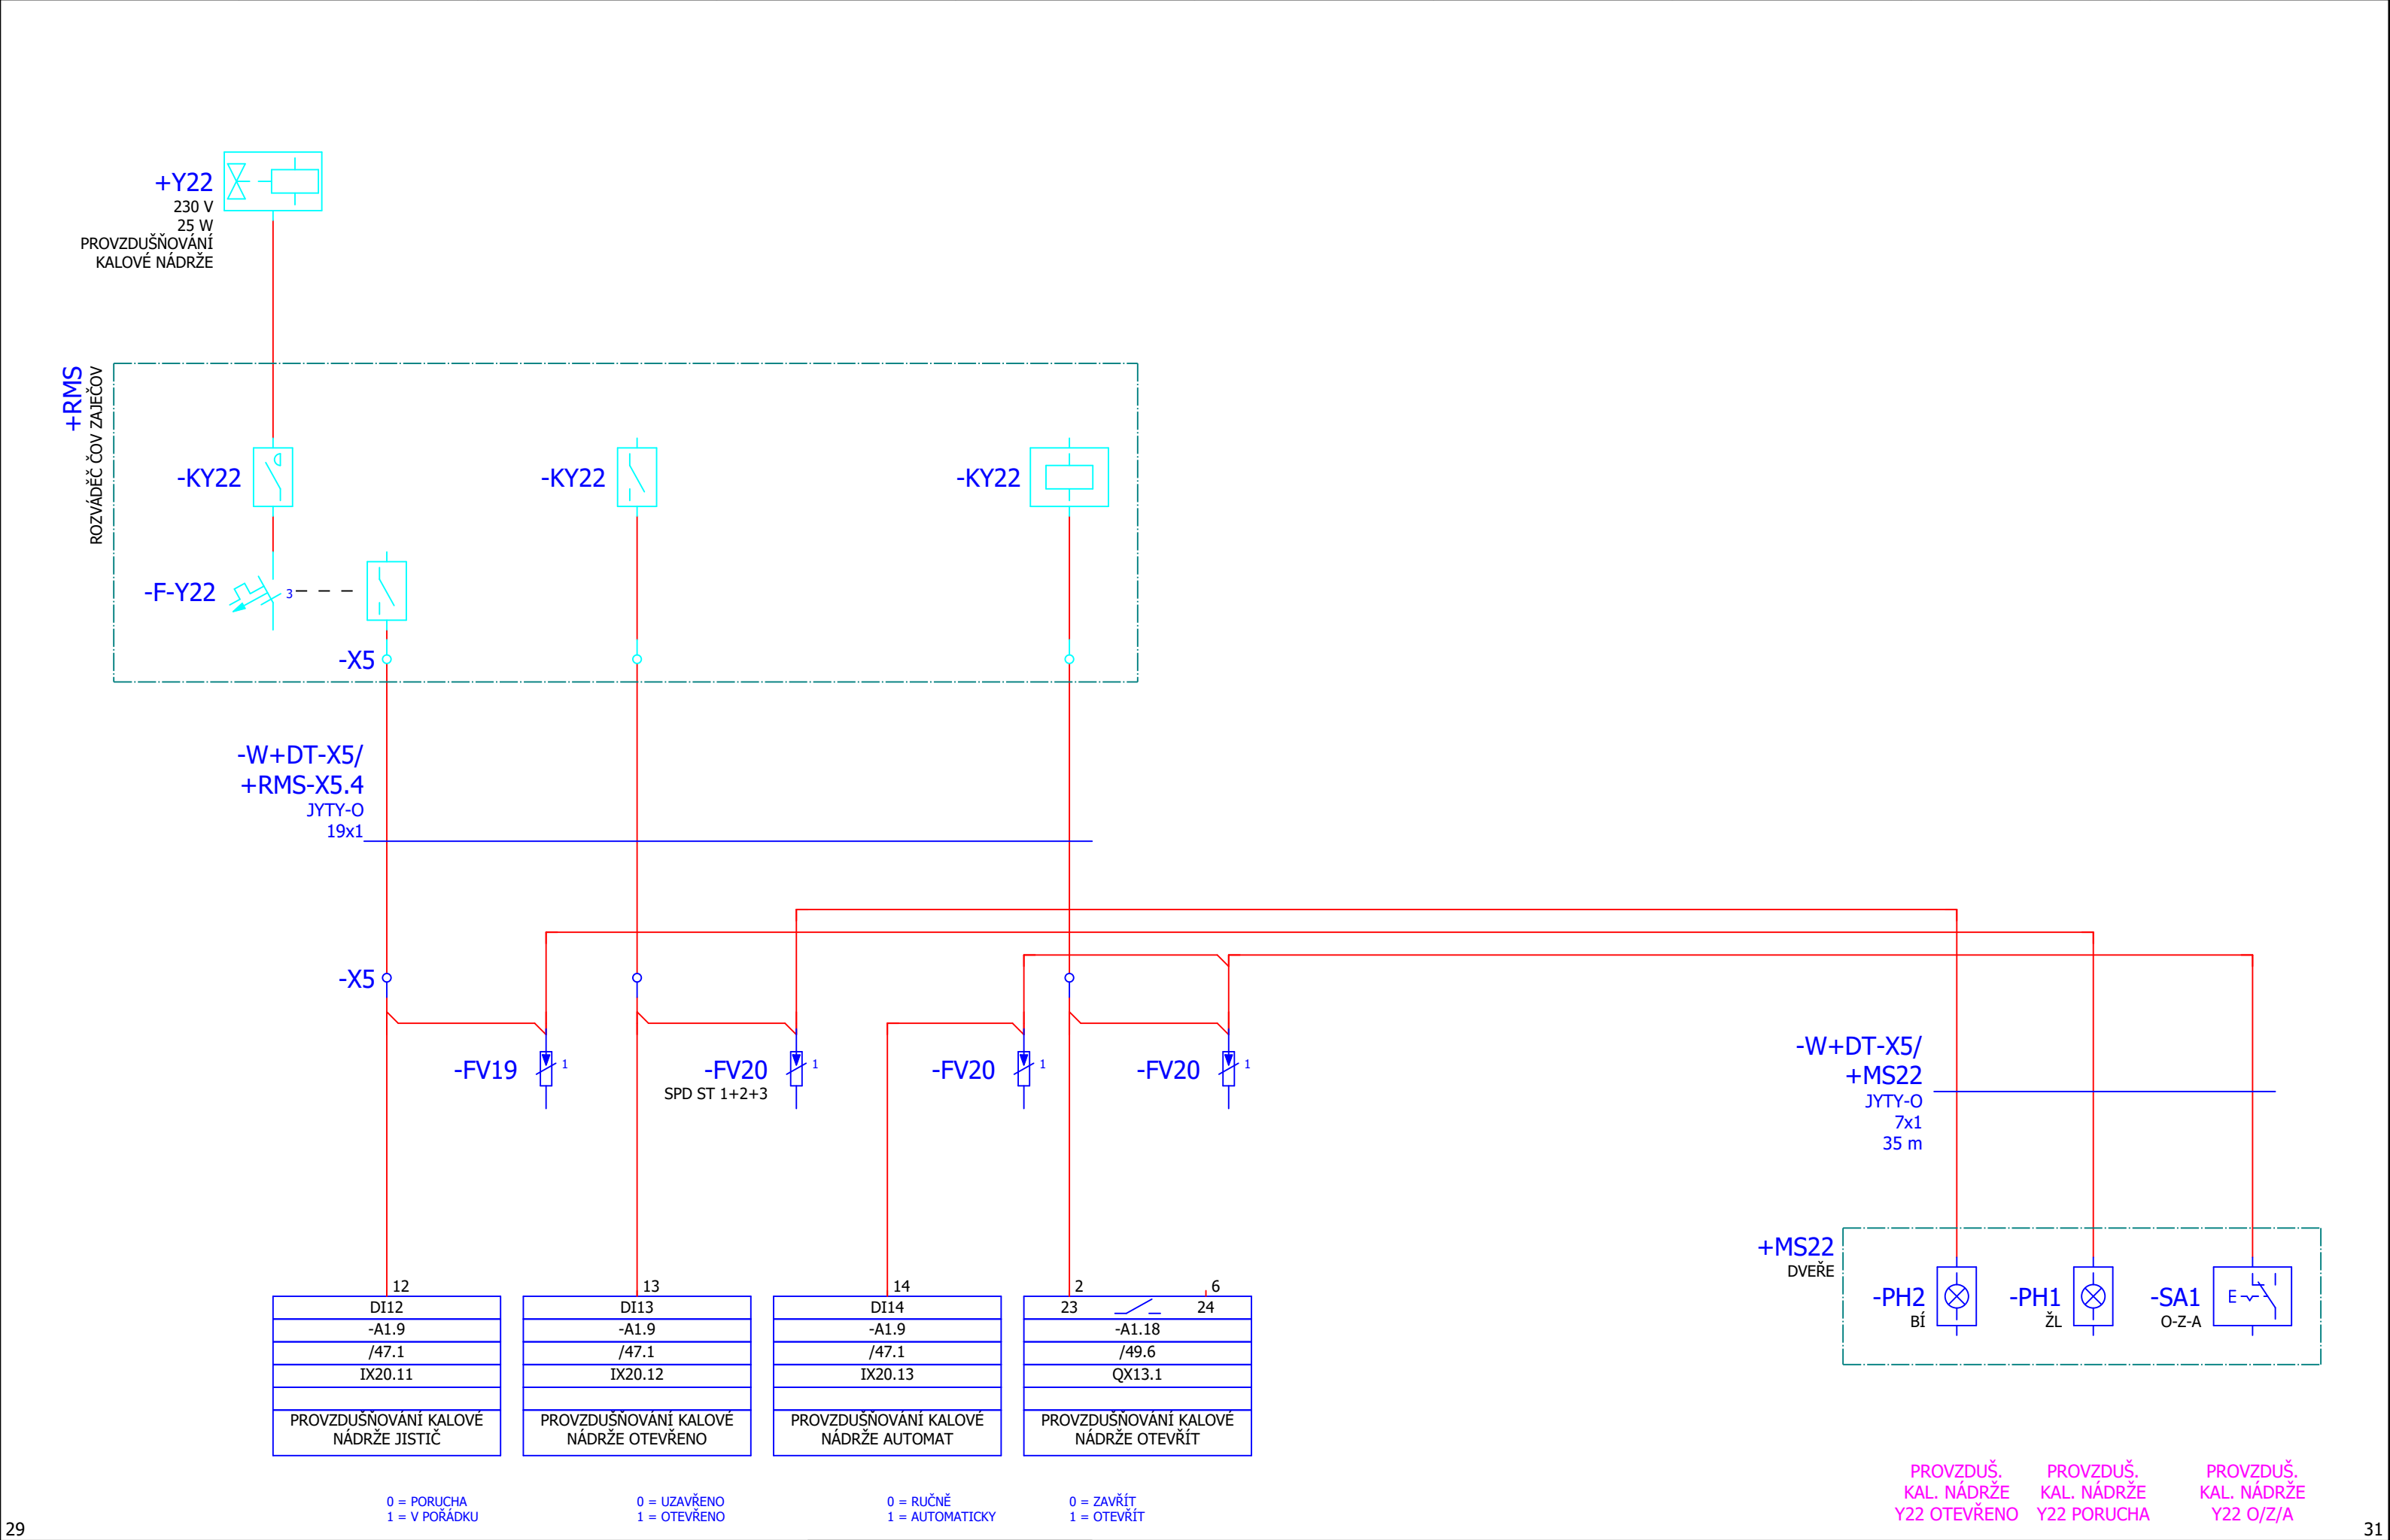 +Y22
230 V
25 W
PROVZDUŠŇOVÁNÍ
KALOVÉ NÁDRŽE
+RMS
ROZVÁDĚČ ČOV ZAJEČOV
-KY22
-KY22
-KY22
-F-Y22
3
-X5
-W+DT-X5/
+RMS-X5.4
JYTY-O
19x1
-X5
-FV19
1
-FV20
1
SPD ST 1+2+3
-FV20
1
-FV20
1
-W+DT-X5/
+MS22
JYTY-O
7x1
35 m
+MS22
DVEŘE
-PH2
BÍ
-PH1
ŽL
-SA1
O-Z-A
E
12
DI12
-A1.9
/47.1
IX20.11
PROVZDUŠŇOVÁNÍ KALOVÉ
NÁDRŽE JISTIČ
0 = PORUCHA
1 = V POŘÁDKU
13
DI13
-A1.9
/47.1
IX20.12
PROVZDUŠŇOVÁNÍ KALOVÉ
NÁDRŽE OTEVŘENO
0 = UZAVŘENO
1 = OTEVŘENO
14
DI14
-A1.9
/47.1
IX20.13
PROVZDUŠŇOVÁNÍ KALOVÉ
NÁDRŽE AUTOMAT
0 = RUČNĚ
1 = AUTOMATICKY
2 6
23 24
-A1.18
/49.6
QX13.1
PROVZDUŠŇOVÁNÍ KALOVÉ
NÁDRŽE OTEVŘÍT
0 = ZAVŘÍT
1 = OTEVŘÍT
PROVZDUŠ.
KAL. NÁDRŽE
Y22 OTEVŘENO
PROVZDUŠ.
KAL. NÁDRŽE
Y22 PORUCHA
PROVZDUŠ.
KAL. NÁDRŽE
Y22 O/Z/A
29
31